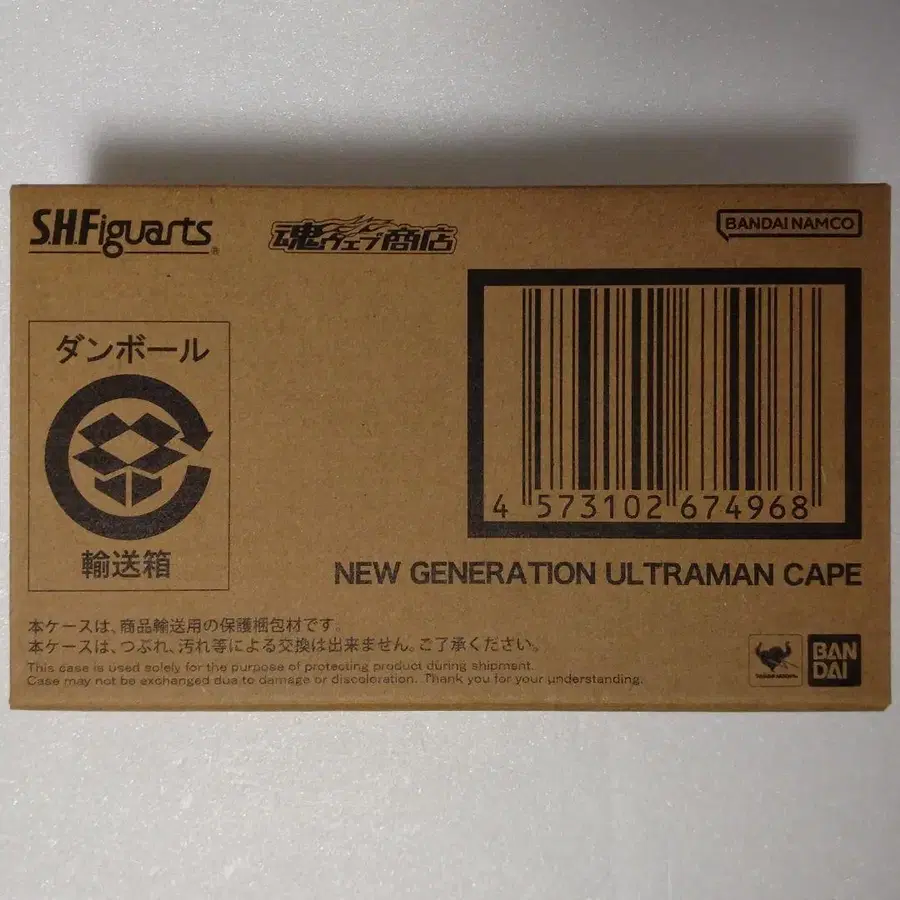 S.H.Figuarts®
魂ウェブ商店
BANDAI NAMCO
ダンボール
輸送箱
4 573102 674968
NEW GENERATION ULTRAMAN CAPE
本ケースは、商品輸送用の保護梱包材です。
本ケースは、つぶれ、汚れ等による交換は出来ません。ご了承ください。
This case is used solely for the purpose of protecting product during shipment.
Case may not be exchanged due to damage or discoloration. Thank you for your understanding.
BAN
DAI